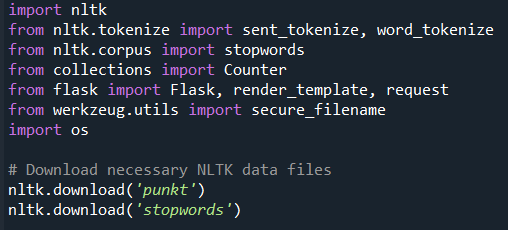 import nltk
from nltk.tokenize import sent_tokenize, word_tokenize
from nltk.corpus import stopwords
from collections import Counter
from flask import Flask, render_template, request
from werkzeug.utils import secure_filename
import os

# Download necessary NLTK data files
nltk.download('punkt')
nltk.download('stopwords')